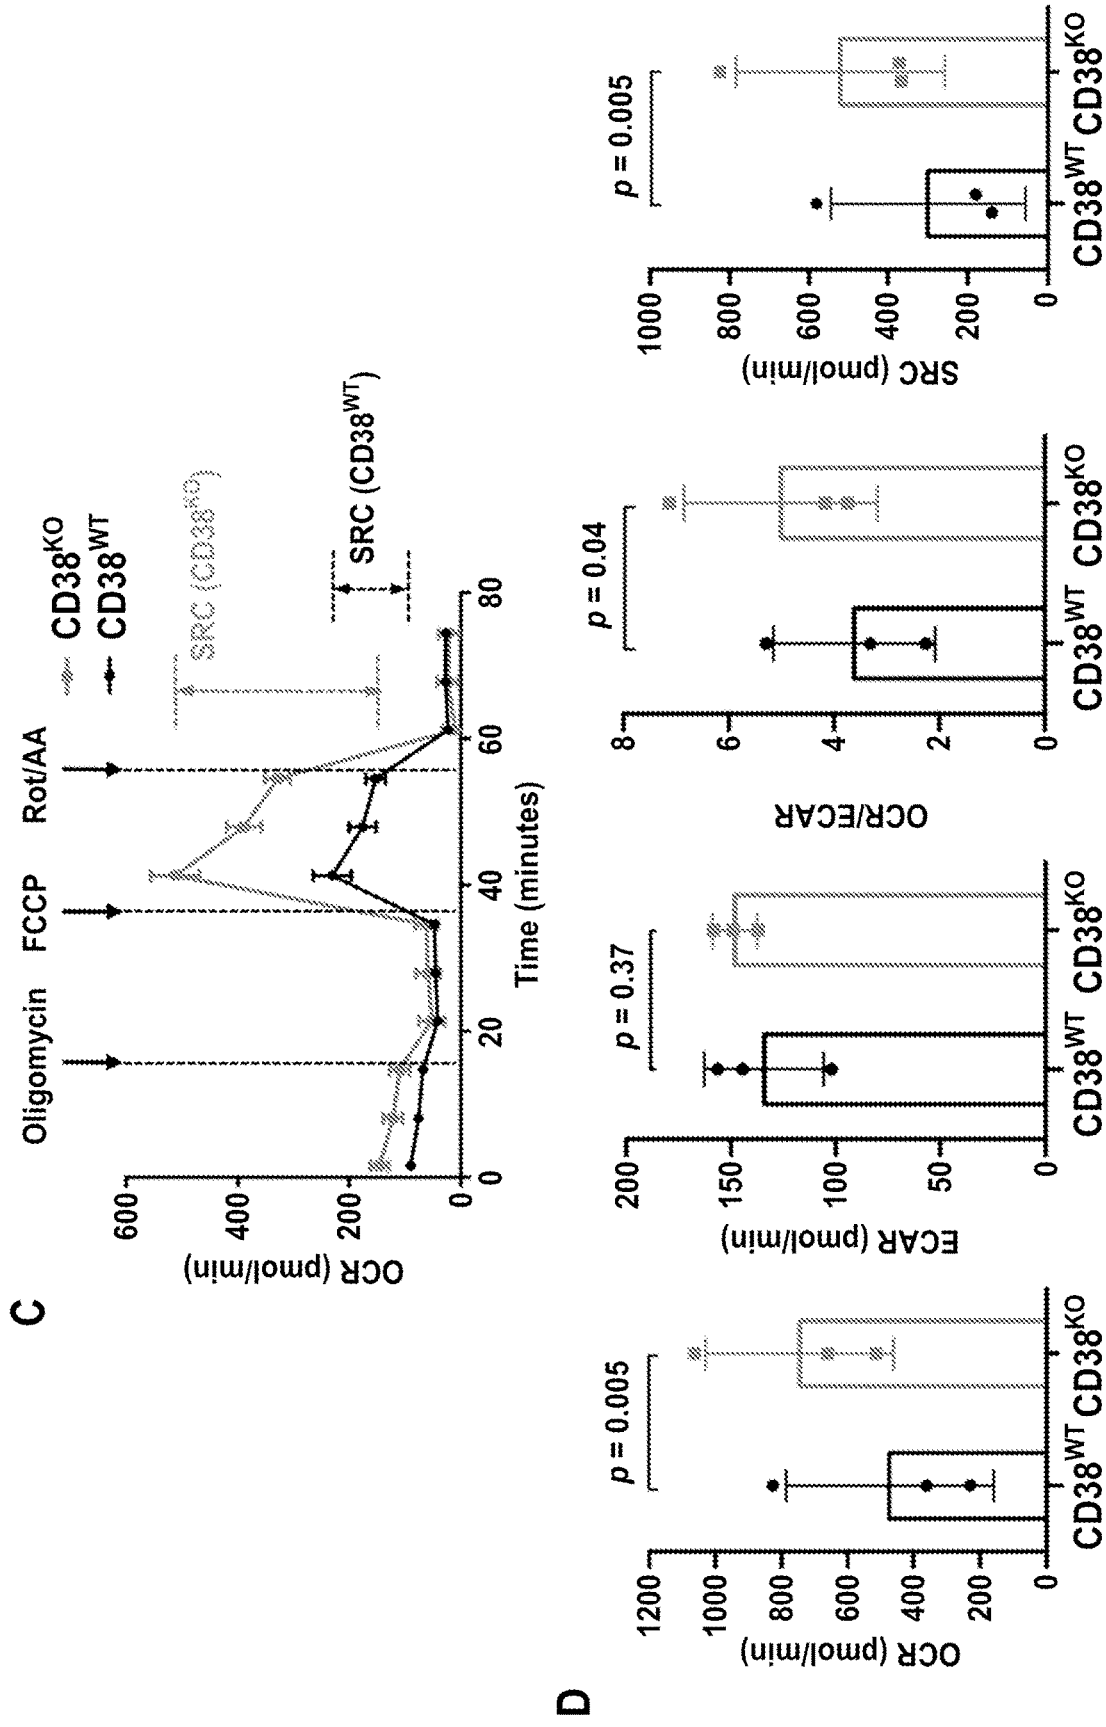 C
Oligomycin FCCP Rot/AA
CD38KO
CD38WT
OCR (pmol/min)
600
400
200
0
0 20 40 60 80
Time (minutes)
SRC (CD38KO)
SRC (CD38WT)
D
OCR (pmol/min)
1200
1000
800
600
400
200
0
p = 0.005
CD38WT CD38KO
ECAR (pmol/min)
200
150
100
50
0
p = 0.37
CD38WT CD38KO
OCR/ECAR
8
6
4
2
0
p = 0.04
CD38WT CD38KO
SRC (pmol/min)
1000
800
600
400
200
0
p = 0.005
CD38WT CD38KO